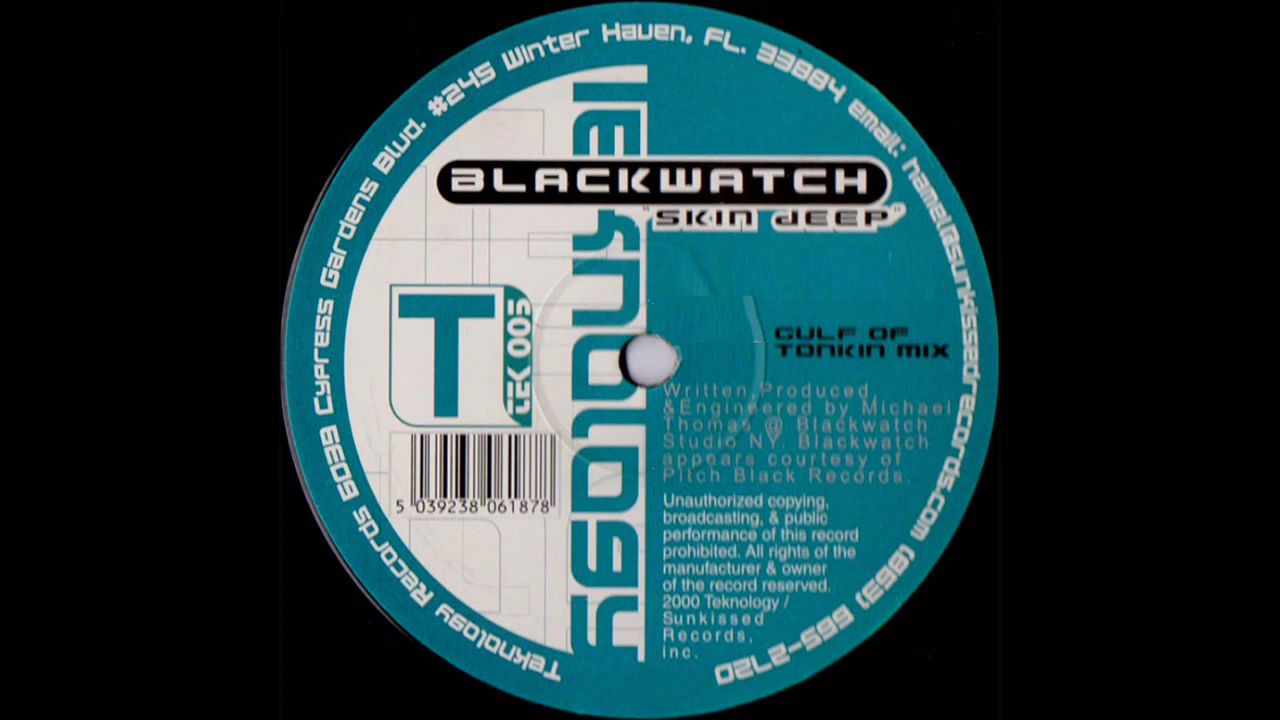 Teknology Records 6039 Cypress Gardens Blvd. #245 Winter Haven, FL. 33884 email: hamel@sunkissedrecords.com (863) 665-2720
Teknology
BLACKWATCH
"SKIN dEEP"
T
TEK 005
GULF OF
TONKIN MIX
5 039238 061878
Written Produced,
&Engineered by Michael
Thomas @ Blackwatch
Studio NY. Blackwatch
appears courtesy of
Pitch Black Records.
Unauthorized copying,
broadcasting, & public
performance of this record
prohibited. All rights of the
manufacturer & owner
of the record reserved.
2000 Teknology /
Sunkissed
Records,
inc.